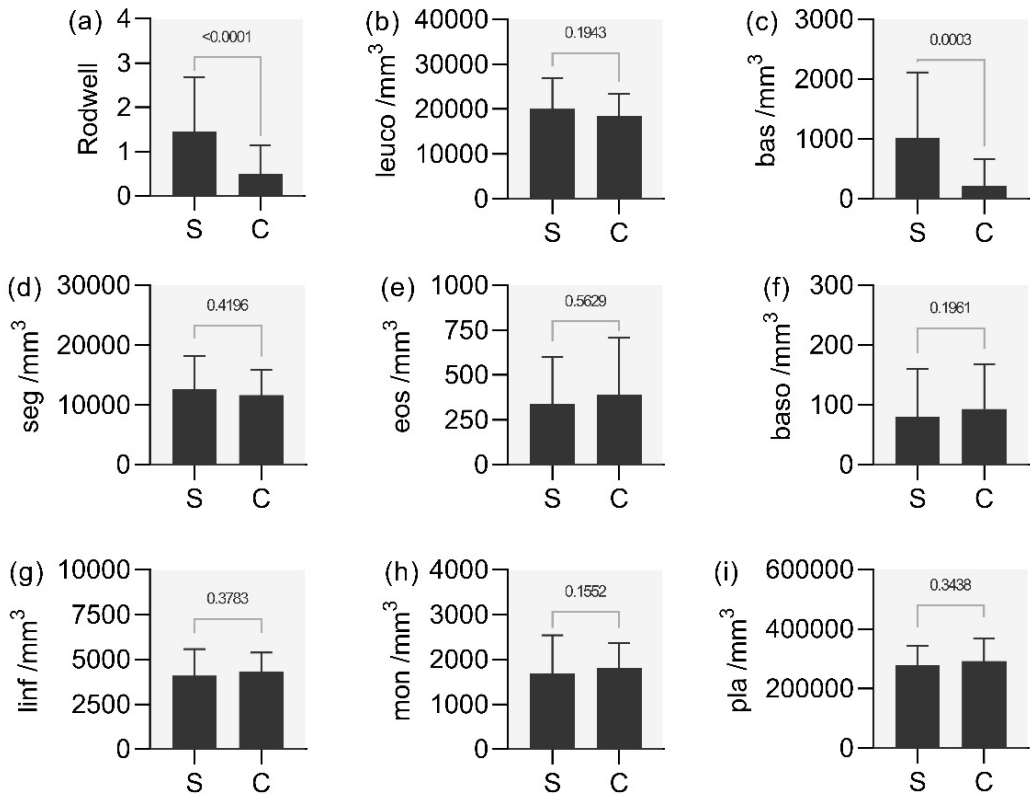 (a)
Rodwell
4
3
2
1
0
<0.0001
S C
(b)
leuco /mm³
40000
30000
20000
10000
0
0.1943
S C
(c)
bas /mm³
3000
2000
1000
0
0.0003
S C
(d)
seg /mm³
30000
20000
10000
0
0.4196
S C
(e)
eos /mm³
1000
750
500
250
0
0.5629
S C
(f)
baso /mm³
300
200
100
0
0.1961
S C
(g)
linf /mm³
10000
7500
5000
2500
0
0.3783
S C
(h)
mon /mm³
4000
3000
2000
1000
0
0.1552
S C
(i)
pla /mm³
600000
400000
200000
0
0.3438
S C